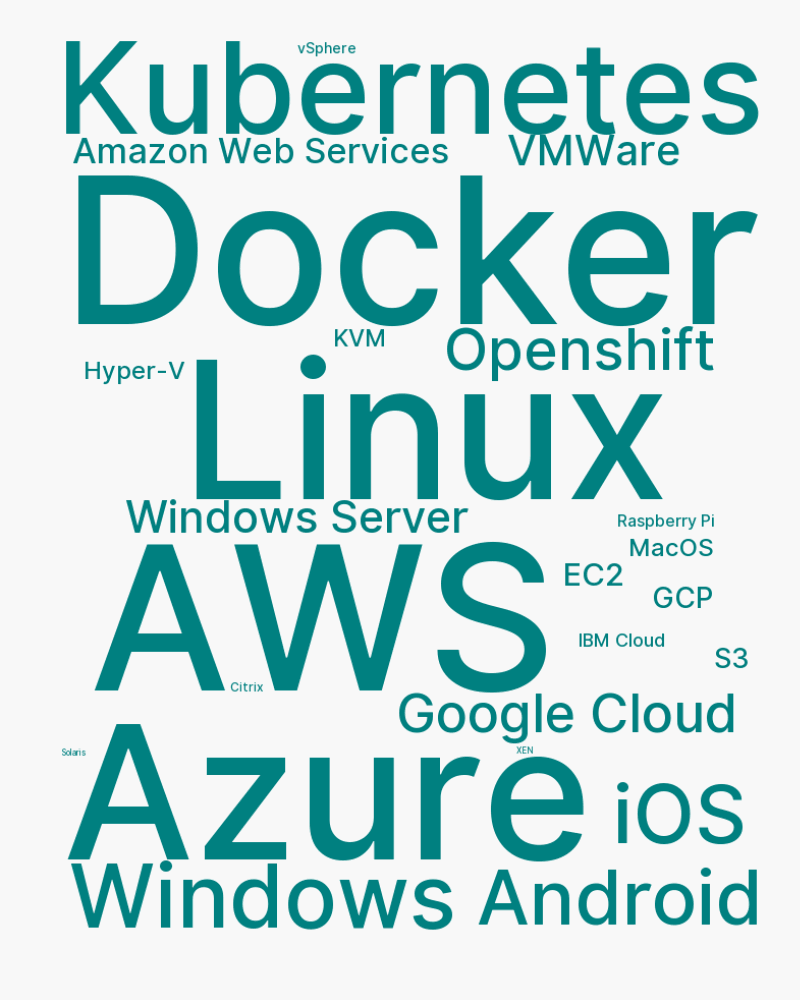 vSphere
Kubernetes
Amazon Web Services VMWare
Docker
KVM
Openshift
Hyper-V
Linux
Windows Server
Raspberry Pi
MacOS
AWS
EC2
GCP
IBM Cloud
S3
Citrix
Google Cloud
Solaris
XEN
Azure
iOS
Windows Android